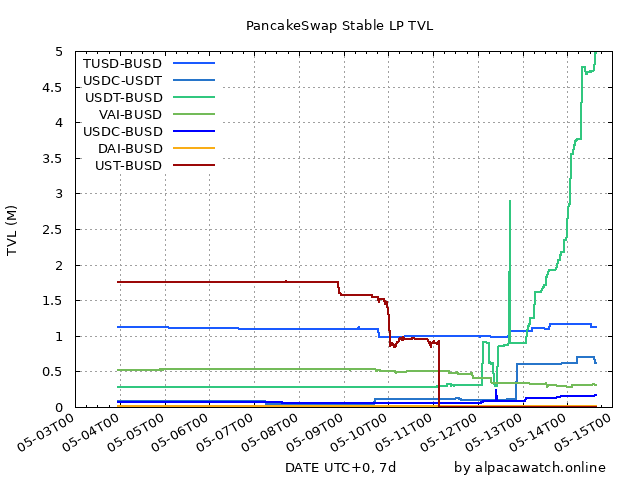 PancakeSwap Stable LP TVL
5
4.5
4
3.5
3
2.5
2
1.5
1
0.5
0
TVL (M)
TUSD-BUSD
USDC-USDT
USDT-BUSD
VAI-BUSD
USDC-BUSD
DAI-BUSD
UST-BUSD
05-03T00
05-04T00
05-05T00
05-06T00
05-07T00
05-08T00
05-09T00
05-10T00
05-11T00
05-12T00
05-13T00
05-14T00
05-15T00
DATE UTC+0, 7d
by alpacawatch.online